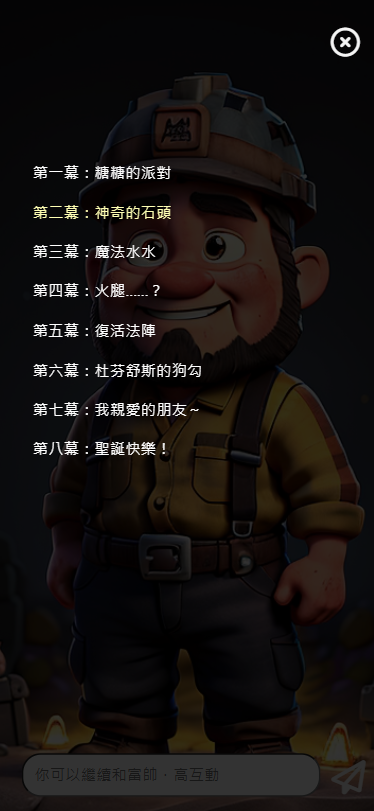 第一幕：糖糖的派對
第二幕：神奇的石頭
第三幕：魔法水水
第四幕：火腿......？
第五幕：復活法陣
第六幕：杜芬舒斯的狗勾
第七幕：我親愛的朋友～
第八幕：聖誕快樂！
你可以繼續和富帥．高互動